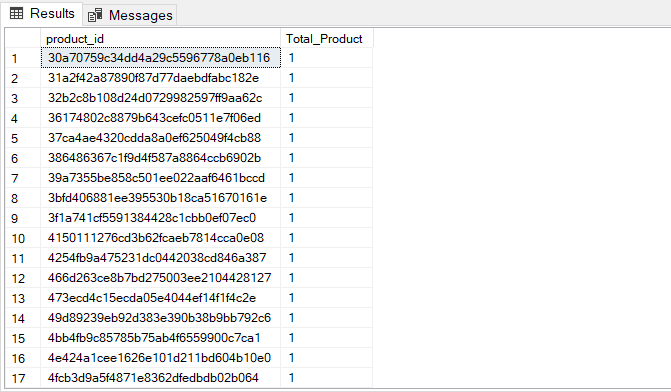 Results Messages
product_id Total_Product
1 30a70759c34dd4a29c5596778a0eb116 1
2 31a2f42a87890f87d77daebdfabc182e 1
3 32b2c8b108d24d0729982597ff9aa62c 1
4 36174802c8879b643cefc0511e7f06ed 1
5 37ca4ae4320cdda8a0ef625049f4cb88 1
6 386486367c1f9d4f587a8864ccb6902b 1
7 39a7355be858c501ee022aaf6461bccd 1
8 3bfd406881ee395530b18ca51670161e 1
9 3f1a741cf5591384428c1cbb0ef07ec0 1
10 4150111276cd3b62fcaeb7814cca0e08 1
11 4254fb9a475231dc0442038cd846a387 1
12 466d263ce8b7bd275003ee2104428127 1
13 473ecd4c15ecda05e4044ef14f1f4c2e 1
14 49d89239eb92d383e390b38b9bb792c6 1
15 4bb4fb9c85785b75ab4f6559900c7ca1 1
16 4e424a1cee1626e101d211bd604b10e0 1
17 4fcb3d9a5f4871e8362dfedbdb02b064 1